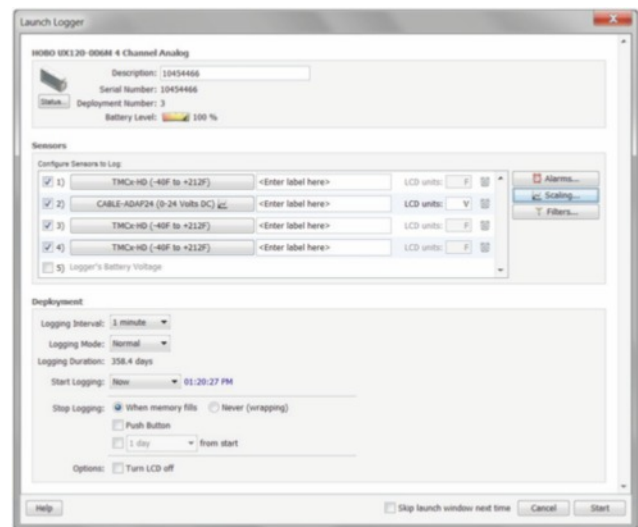 Launch Logger
HOBO UX120-006M 4 Channel Analog
Description: 10454466
Serial Number: 10454466
Status... Deployment Number: 3
Battery Level: 100 %
Sensors
Configure Sensors to Log:
1) TMCx-HD (-40F to +212F) <Enter label here> LCD units: F
2) CABLE-ADAP24 (0-24 Volts DC) <Enter label here> LCD units: V
3) TMCx-HD (-40F to +212F) <Enter label here> LCD units: F
4) TMCx-HD (-40F to +212F) <Enter label here> LCD units: F
5) Logger's Battery Voltage
Alarms...
Scaling...
Filters...
Deployment
Logging Interval: 1 minute
Logging Mode: Normal
Logging Duration: 358.4 days
Start Logging: Now 01:20:27 PM
Stop Logging: When memory fills Never (wrapping)
Push Button
1 day from start
Options: Turn LCD off
Help Skip launch window next time Cancel Start